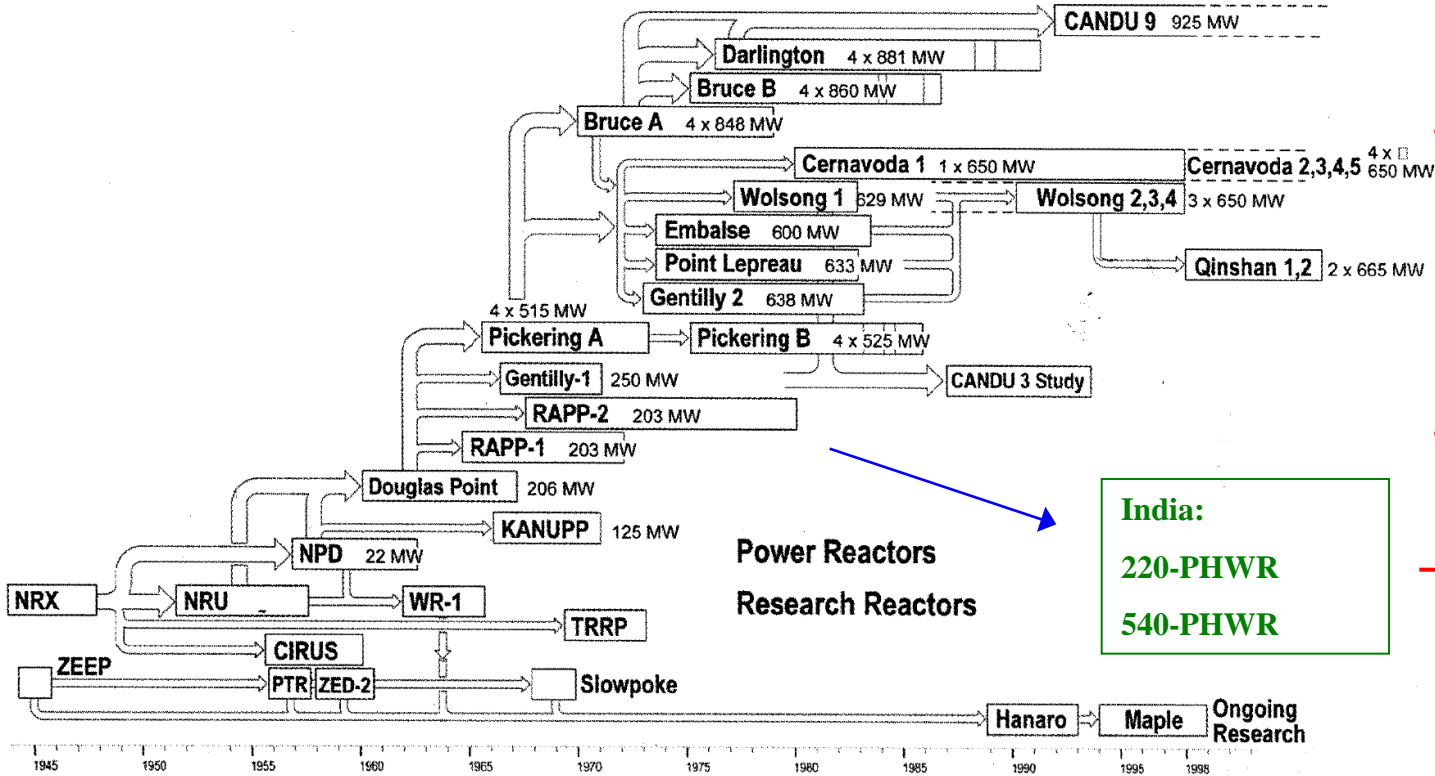 CANDU 9 925 MW
Darlington 4 x 881 MW
Bruce B 4 x 860 MW
Bruce A 4 x 848 MW
Cernavoda 1 1 x 650 MW
Cernavoda 2,3,4,5 4 x 650 MW
Wolsong 1 629 MW
Wolsong 2,3,4 3 x 650 MW
Embalse 600 MW
Point Lepreau 633 MW
Qinshan 1,2 2 x 665 MW
Gentilly 2 638 MW
4 x 515 MW
Pickering A
Pickering B 4 x 525 MW
Gentilly-1 250 MW
CANDU 3 Study
RAPP-2 203 MW
RAPP-1 203 MW
Douglas Point 206 MW
KANUPP 125 MW
NPD 22 MW
Power Reactors
Research Reactors
India:
220-PHWR
540-PHWR
NRX
NRU
WR-1
TRRP
CIRUS
ZEEP
PTR
ZED-2
Slowpoke
Hanaro
Maple
Ongoing
Research
1945 1950 1955 1960 1965 1970 1975 1980 1985 1990 1995 1998